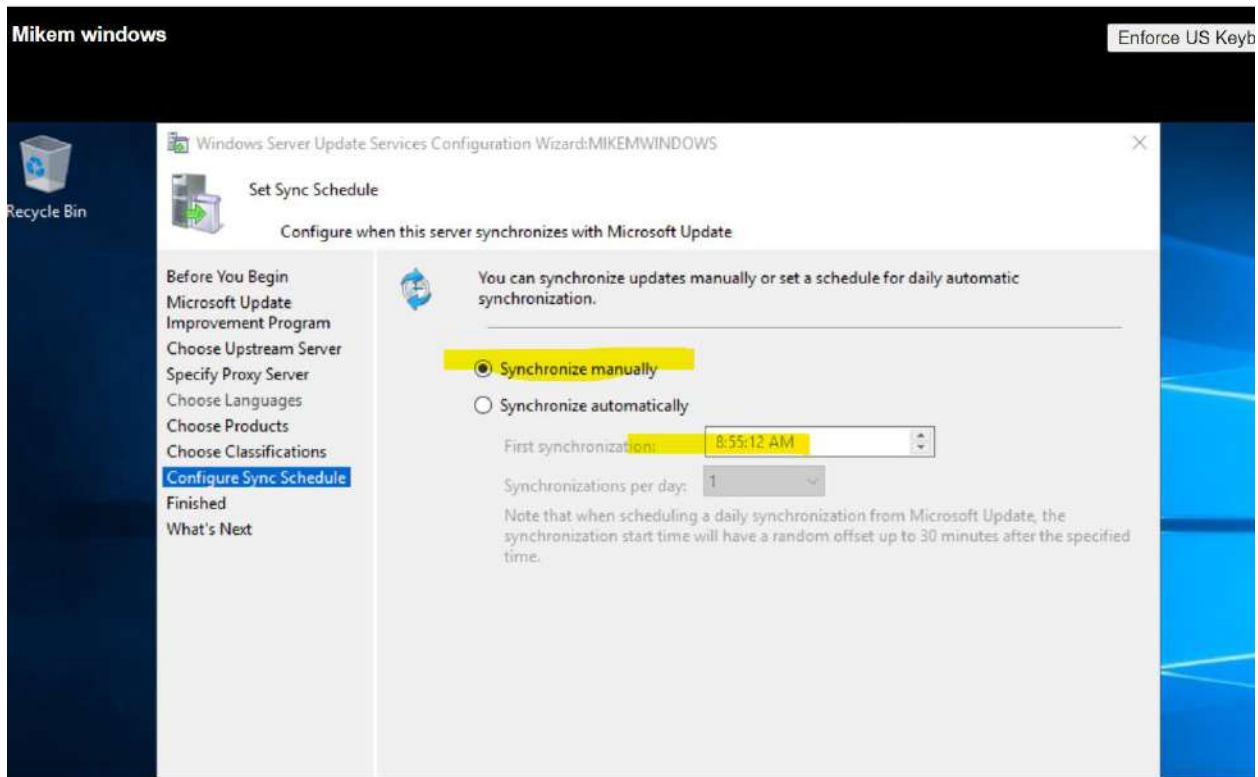 Mikem windows
Enforce US Keyb
Recycle Bin
Windows Server Update Services Configuration Wizard:MIKEMWINDOWS
Set Sync Schedule
Configure when this server synchronizes with Microsoft Update
Before You Begin
Microsoft Update
Improvement Program
Choose Upstream Server
Specify Proxy Server
Choose Languages
Choose Products
Choose Classifications
Configure Sync Schedule
Finished
What's Next
You can synchronize updates manually or set a schedule for daily automatic
synchronization.
Synchronize manually
Synchronize automatically
First synchronization:
8:55:12 AM
Synchronizations per day:
1
Note that when scheduling a daily synchronization from Microsoft Update, the
synchronization start time will have a random offset up to 30 minutes after the specified
time.